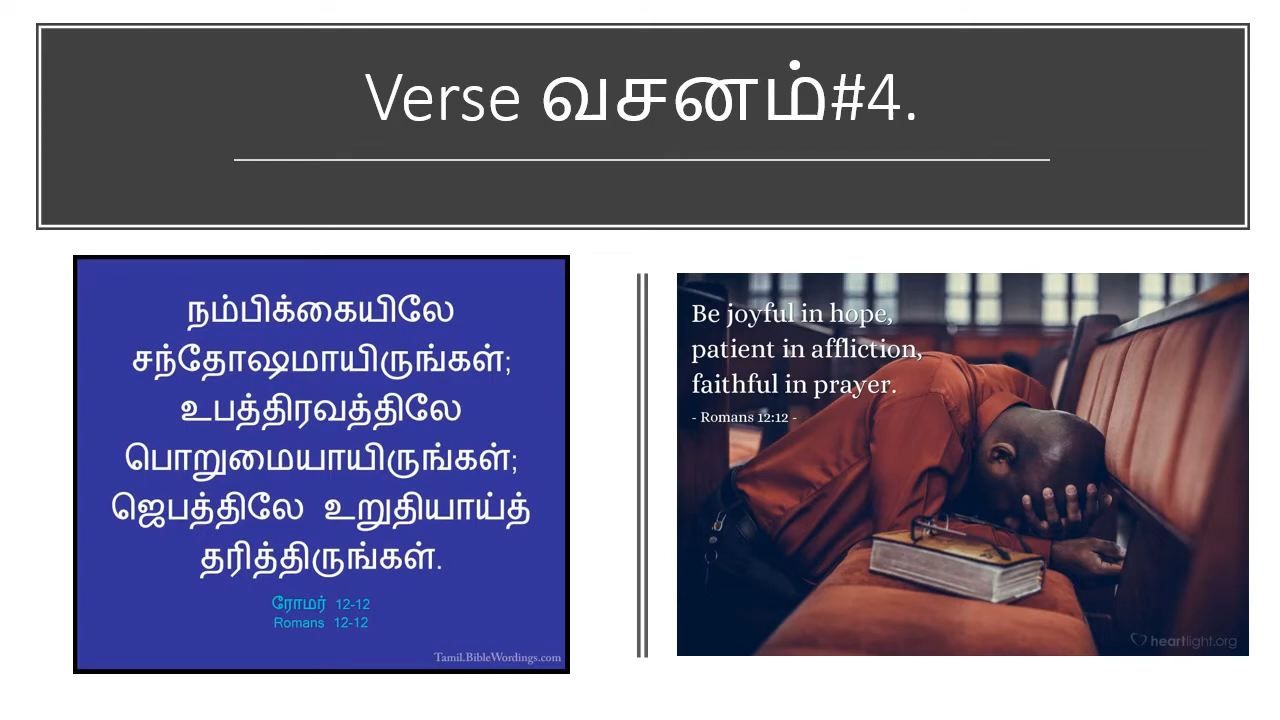 Verse வசனம்#4.
நம்பிக்கையிலே
சந்தோஷமாயிருங்கள்;
உபத்திரவத்திலே
பொறுமையாயிருங்கள்;
ஜெபத்திலே உறுதியாய்த்
தரித்திருங்கள்.
ரோமர் 12-12
Romans 12-12
Tamil.BibleWordings.com
Be joyful in hope,
patient in affliction,
faithful in prayer.
- Romans 12:12 -
heartlight.org